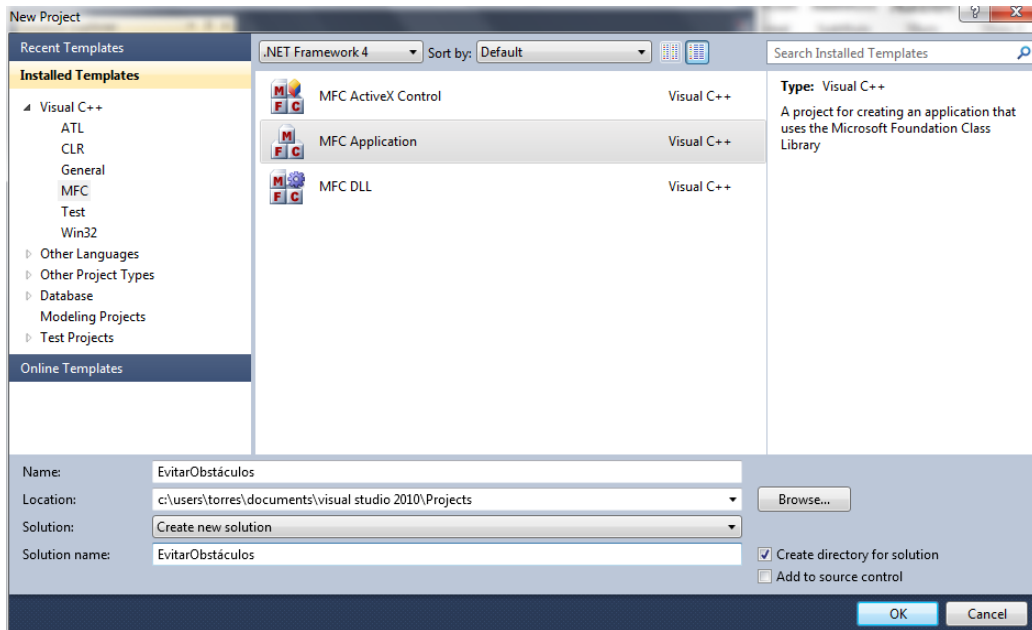 New Project
Recent Templates
Installed Templates
Visual C++
ATL
CLR
General
MFC
Test
Win32
Other Languages
Other Project Types
Database
Modeling Projects
Test Projects
Online Templates
.NET Framework 4 Sort by: Default
MFC ActiveX Control Visual C++
MFC Application Visual C++
MFC DLL Visual C++
Search Installed Templates
Type: Visual C++
A project for creating an application that
uses the Microsoft Foundation Class
Library
Name: EvitarObstáculos
Location: c:\users\torres\documents\visual studio 2010\Projects Browse...
Solution: Create new solution
Solution name: EvitarObstáculos
Create directory for solution
Add to source control
OK Cancel